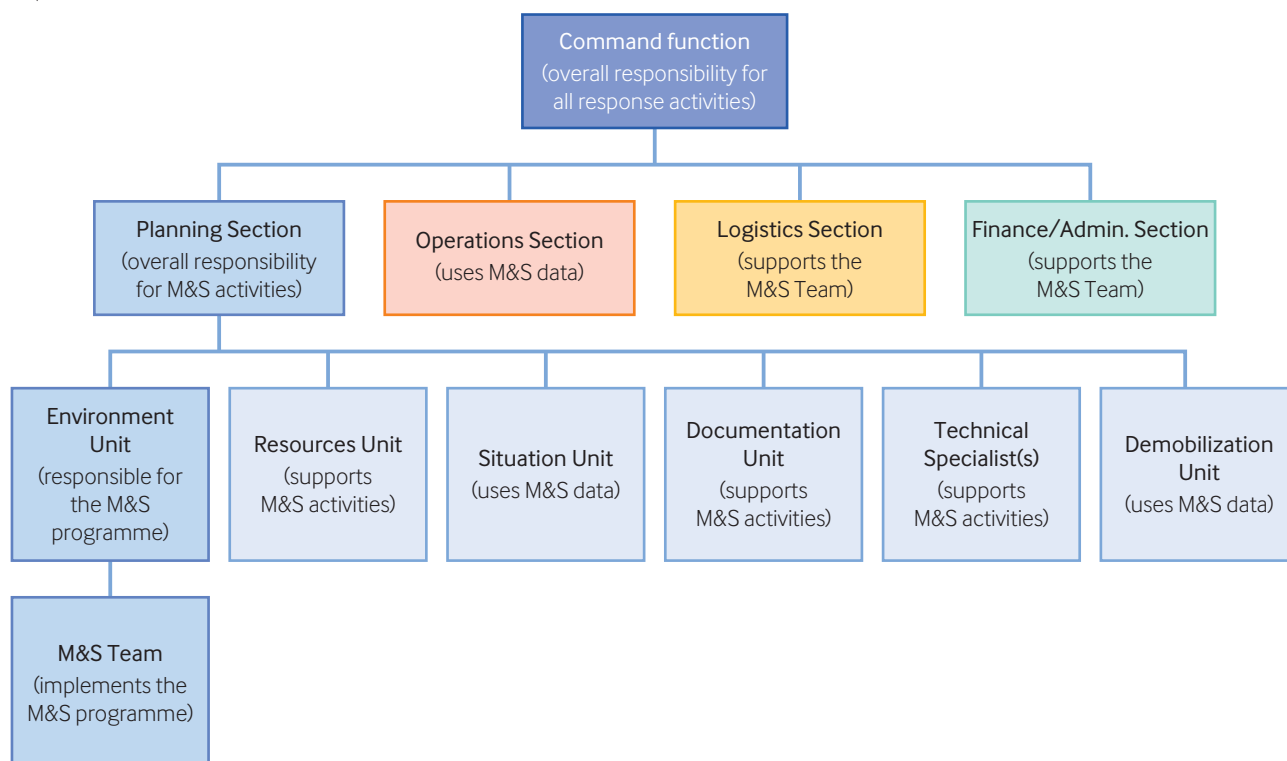 Command function
(overall responsibility for
all response activities)
Planning Section
(overall responsibility
for M&S activities)
Operations Section
(uses M&S data)
Logistics Section
(supports the
M&S Team)
Finance/Admin. Section
(supports the
M&S Team)
Environment
Unit
(responsible for
the M&S
programme)
Resources Unit
(supports
M&S activities)
Situation Unit
(uses M&S data)
Documentation
Unit
(supports
M&S activities)
Technical
Specialist(s)
(supports
M&S activities)
Demobilization
Unit
(uses M&S data)
M&S Team
(implements the
M&S programme)